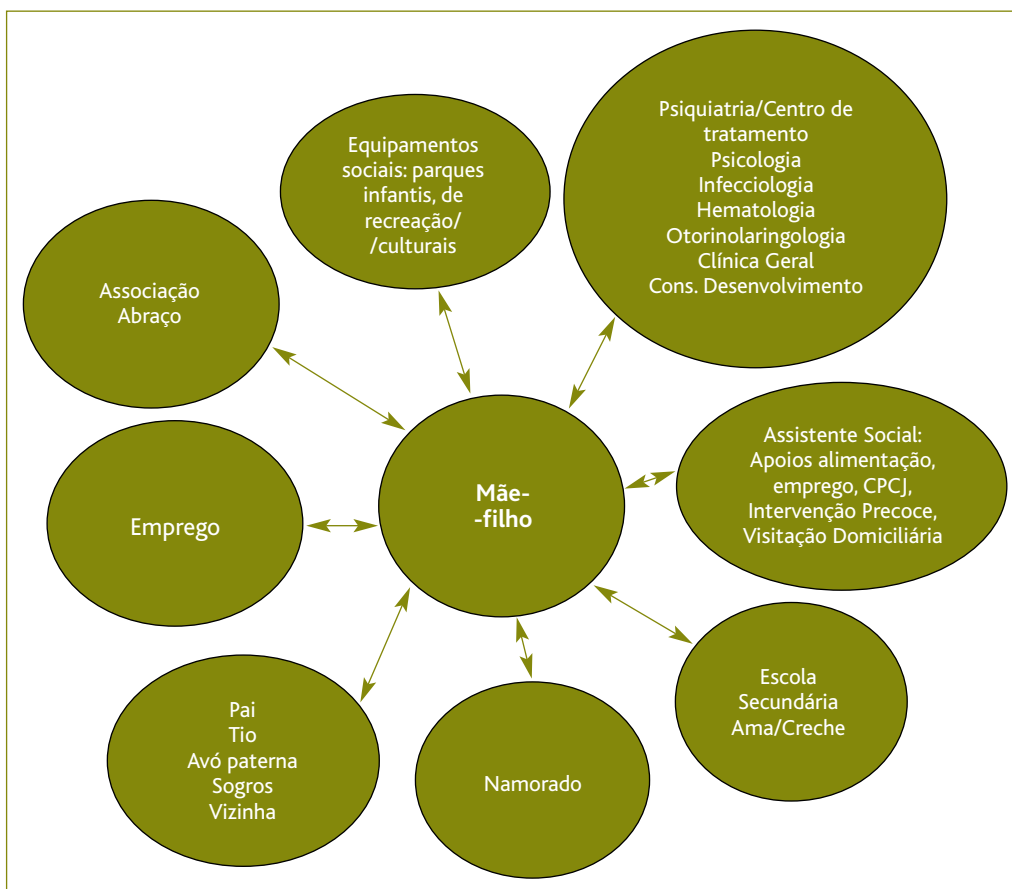 Psiquiatria/Centro de
tratamento
Psicologia
Infecciologia
Hematologia
Otorinolaringologia
Clínica Geral
Cons. Desenvolvimento
Equipamentos
sociais: parques
infantis, de
recreação/
/culturais
Associação
Abraço
Assistente Social:
Apoios alimentação,
emprego, CPCJ,
Intervenção Precoce,
Visitação Domiciliária
Mãe-
-filho
Emprego
Escola
Secundária
Ama/Creche
Pai
Tio
Avó paterna
Sogros
Vizinha
Namorado